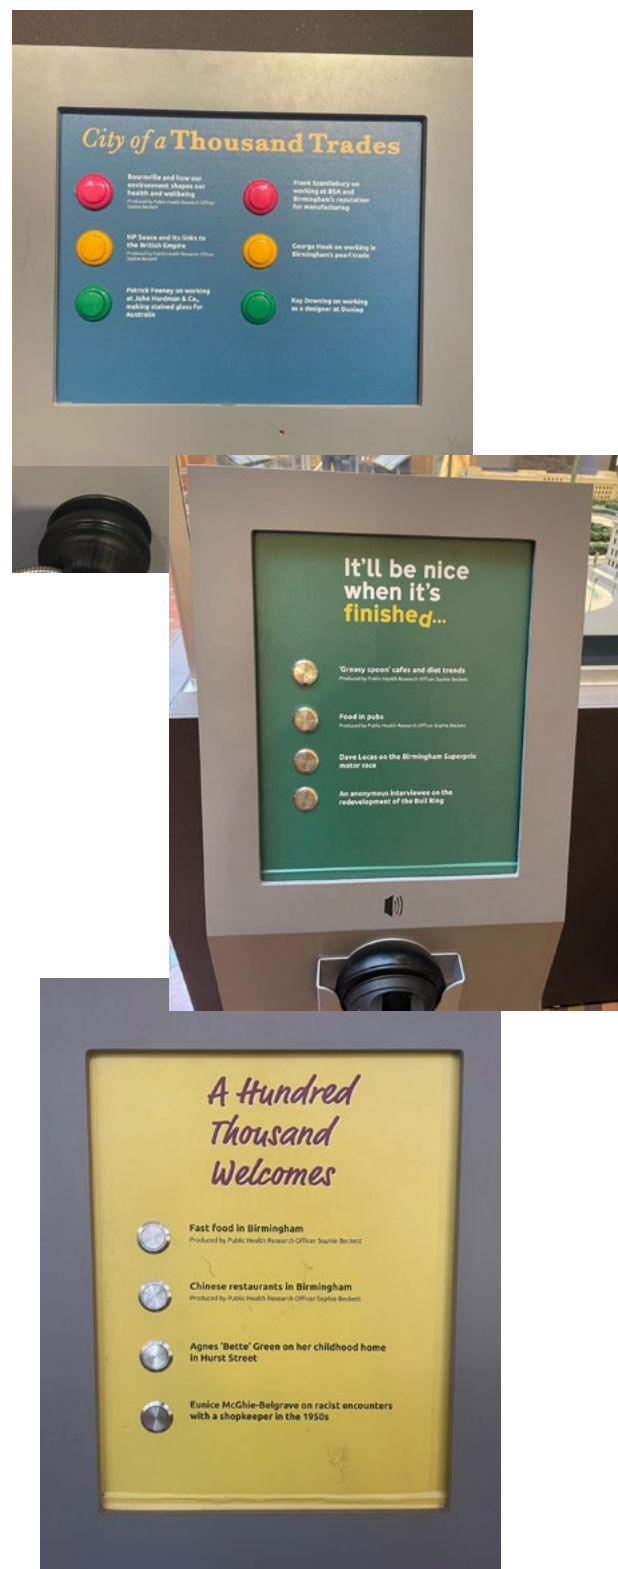 City of a Thousand Trades
Bournville and how our
environment shapes our
health and wellbeing
Produced by Public Health Research Officer
Sophie Beckett
HP Sauce and its links to
the British Empire
Produced by Public Health Research Officer
Sophie Beckett
Patrick Feeney on working
at John Hardman & Co.,
making stained glass for
Australia
Frank Scantlebury on
working at BSA and
Birmingham's reputation
for manufacturing
George Hook on working in
Birmingham's pearl trade
Kay Downing on working
as a designer at Dunlop
It'll be nice
when it's
finished...
'Greasy spoon' cafes and diet trends
Produced by Public Health Research Officer Sophie Beckett
Food in pubs
Produced by Public Health Research Officer Sophie Beckett
Dave Lucas on the Birmingham Superprix
motor race
An anonymous interviewee on the
redevelopment of the Bull Ring
A Hundred
Thousand
Welcomes
Fast food in Birmingham
Produced by Public Health Research Officer Sophie Beckett
Chinese restaurants in Birmingham
Produced by Public Health Research Officer Sophie Beckett
Agnes 'Bette' Green on her childhood home
in Hurst Street
Eunice McGhie-Belgrave on racist encounters
with a shopkeeper in the 1950s